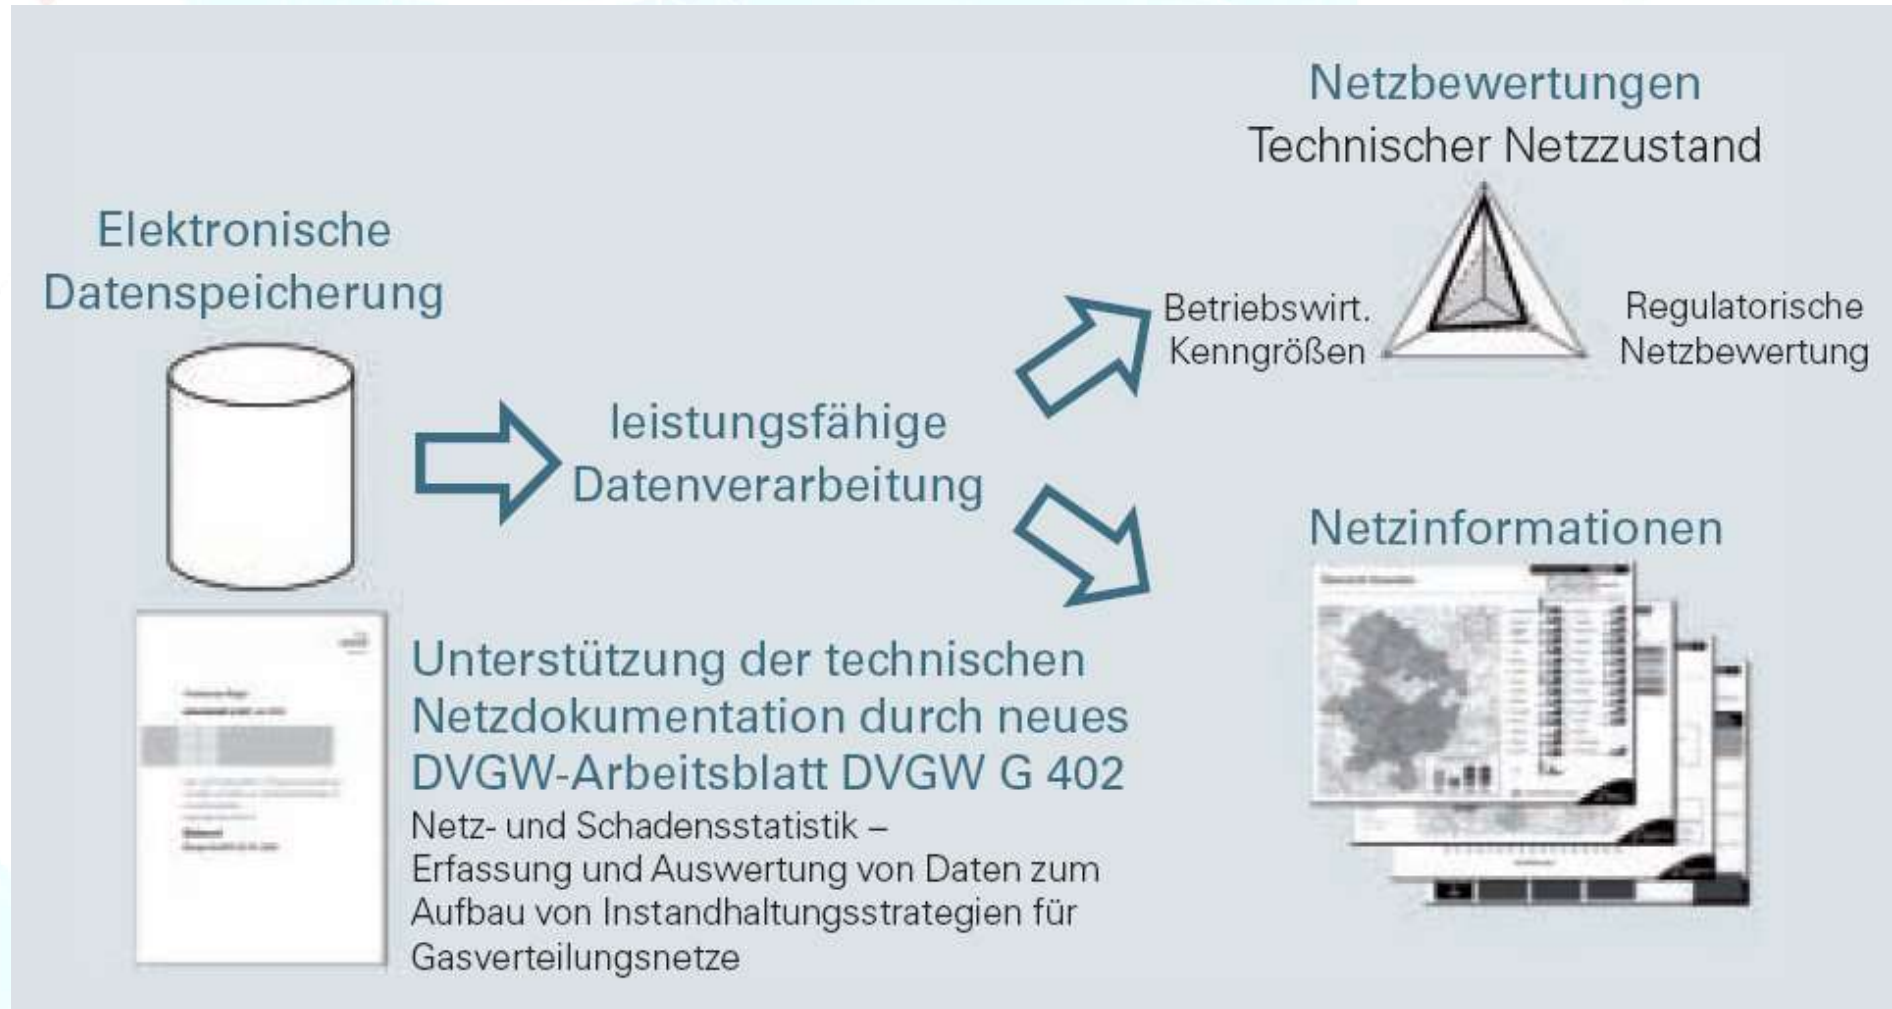 Elektronische
Datenspeicherung
leistungsfähige
Datenverarbeitung
Netzbewertungen
Technischer Netzzustand
Betriebswirt.
Kenngrößen
Regulatorische
Netzbewertung
Netzinformationen
Unterstützung der technischen
Netzdokumentation durch neues
DVGW-Arbeitsblatt DVGW G 402
Netz- und Schadensstatistik –
Erfassung und Auswertung von Daten zum
Aufbau von Instandhaltungsstrategien für
Gasverteilungsnetze